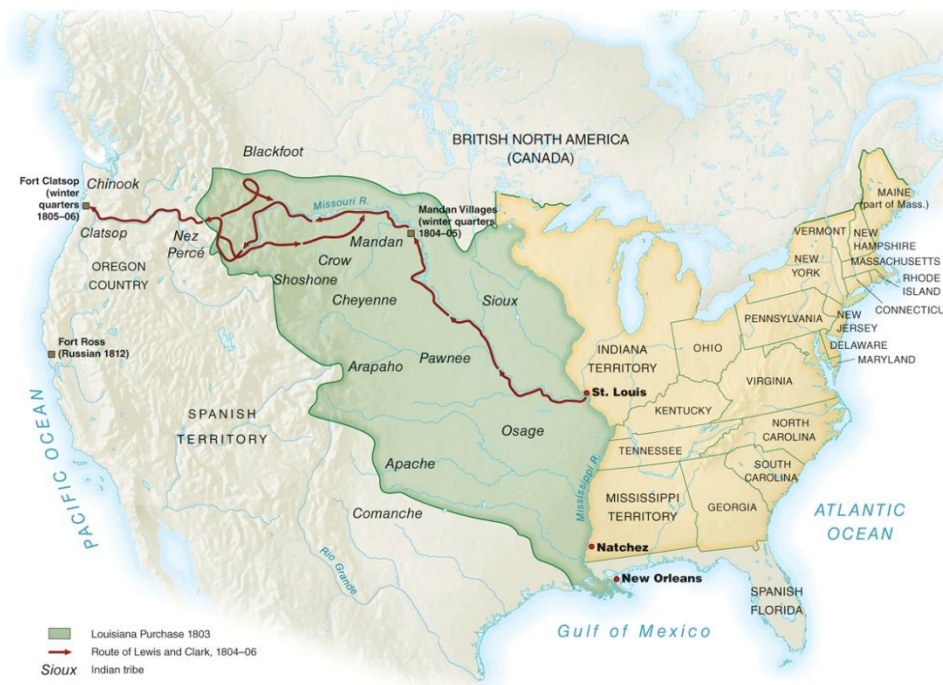 BRITISH NORTH AMERICA
(CANADA)
Blackfoot
Fort Clatsop
(winter
quarters
1805–06)
Chinook
Clatsop
Nez
Percé
OREGON
COUNTRY
Missouri R.
Mandan Villages
(winter quarters
1804–05)
Mandan
Crow
Shoshone
Cheyenne
Sioux
Fort Ross
(Russian 1812)
Arapaho
Pawnee
SPANISH
TERRITORY
Osage
Apache
Comanche
Rio Grande
PACIFIC OCEAN
MAINE
(part of Mass.)
VERMONT
NEW
HAMPSHIRE
MASSACHUSETTS
NEW
YORK
RHODE
ISLAND
CONNECTICU
PENNSYLVANIA
NEW
JERSEY
DELAWARE
MARYLAND
INDIANA
TERRITORY
OHIO
VIRGINIA
St. Louis
KENTUCKY
NORTH
CAROLINA
TENNESSEE
SOUTH
CAROLINA
Mississippi R.
MISSISSIPPI
TERRITORY
GEORGIA
ATLANTIC
OCEAN
Natchez
New Orleans
SPANISH
FLORIDA
Gulf of Mexico
Louisiana Purchase 1803
Route of Lewis and Clark, 1804–06
Sioux Indian tribe